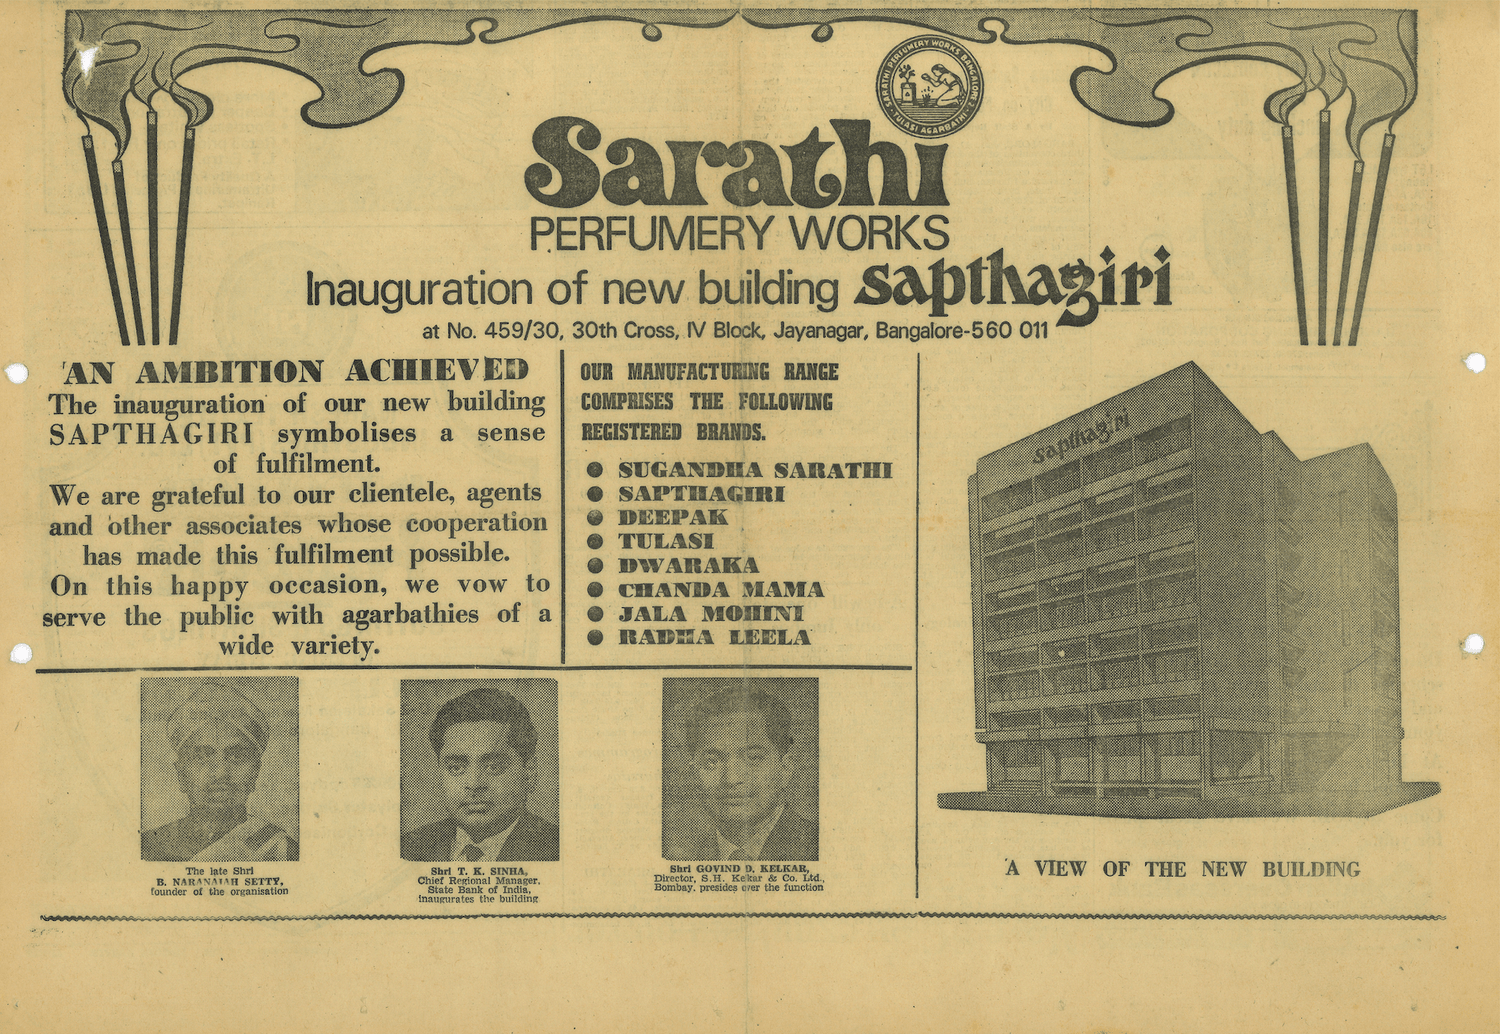 SARATHI PERFUMERY WORKS BANGALORE 2
TULASI AGARBATHI
Sarathi
PERFUMERY WORKS
Inauguration of new building sapthagiri
at No. 459/30, 30th Cross, IV Block, Jayanagar, Bangalore-560 011
AN AMBITION ACHIEVED
The inauguration of our new building
SAPTHAGIRI symbolises a sense
of fulfilment.
We are grateful to our clientele, agents
and other associates whose cooperation
has made this fulfilment possible.
On this happy occasion, we vow to
serve the public with agarbathies of a
wide variety.
OUR MANUFACTURING RANGE
COMPRISES THE FOLLOWING
REGISTERED BRANDS.
● SUGANDHA SARATHI
● SAPTHAGIRI
● DEEPAK
● TULASI
● DWARAKA
● CHANDA MAMA
● JALA MOHINI
● RADHA LEELA
The late Shri
B. NARANAIAH SETTY,
founder of the organisation
Shri T. K. SINHA,
Chief Regional Manager,
State Bank of India,
inaugurates the building
Shri GOVIND D. KELKAR,
Director, S.H. Kelkar & Co. Ltd.,
Bombay, presides over the function
sapthagiri
A VIEW OF THE NEW BUILDING